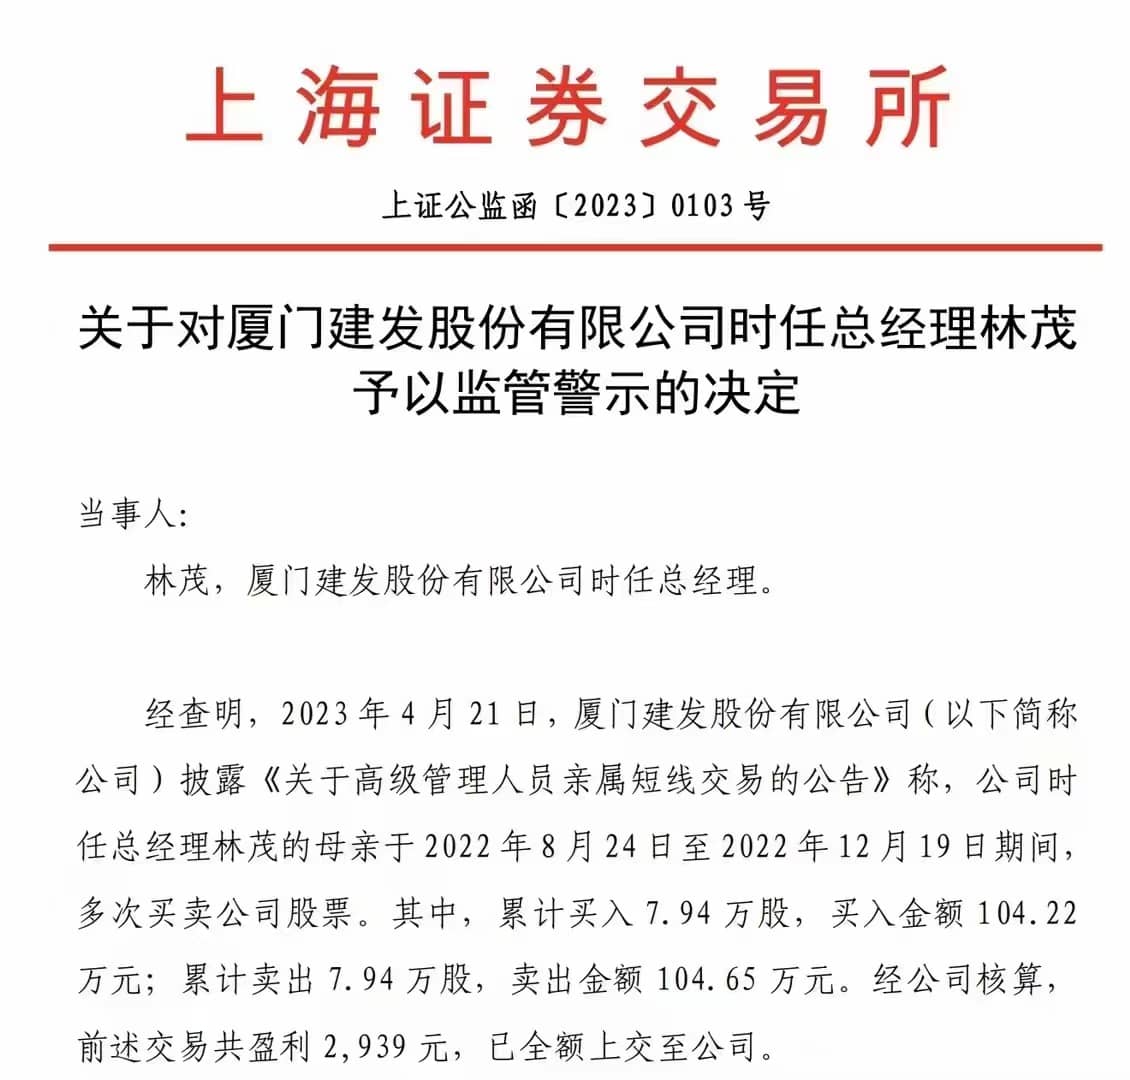 上海证券交易所
上证公监函〔2023〕0103 号
关于对厦门建发股份有限公司时任总经理林茂
予以监管警示的决定
当事人：
林茂，厦门建发股份有限公司时任总经理。
经查明，2023 年 4 月 21 日，厦门建发股份有限公司（以下简称
公司）披露《关于高级管理人员亲属短线交易的公告》称，公司时
任总经理林茂的母亲于 2022 年 8 月 24 日至 2022 年 12 月 19 日期间，
多次买卖公司股票。其中，累计买入 7.94 万股，买入金额 104.22
万元；累计卖出 7.94 万股，卖出金额 104.65 万元。经公司核算，
前述交易共盈利 2,939 元，已全额上交至公司。